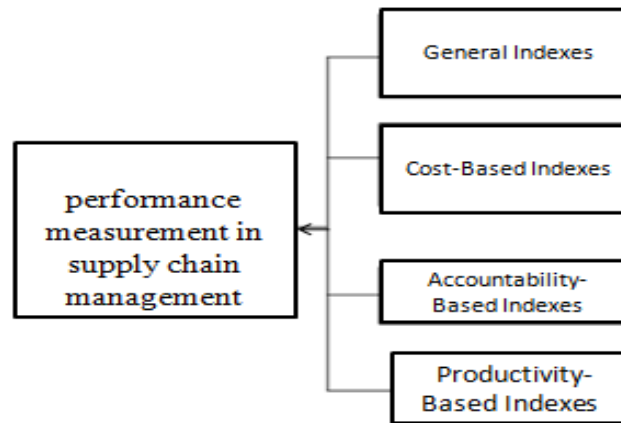 performance
measurement in
supply chain
management
General Indexes
Cost-Based Indexes
Accountability-
Based Indexes
Productivity-
Based Indexes